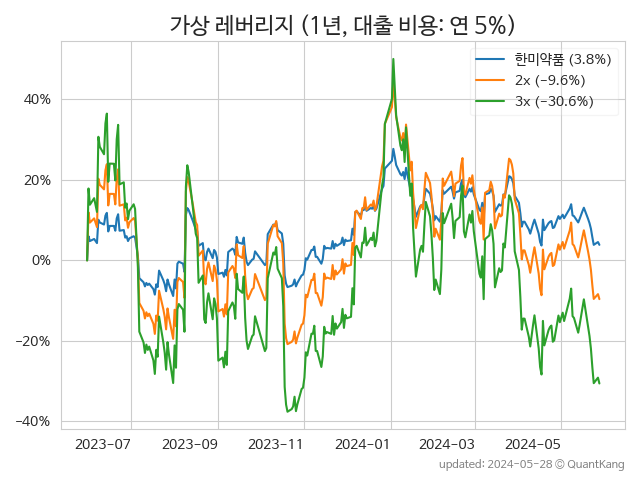 가상 레버리지 (1년, 대출 비용: 연 5%)
한미약품 (3.8%)
2x (−9.6%)
3x (−30.6%)
40%
20%
0%
−20%
−40%
2023-07 2023-09 2023-11 2024-01 2024-03 2024-05
updated: 2024-05-28 © QuantKang